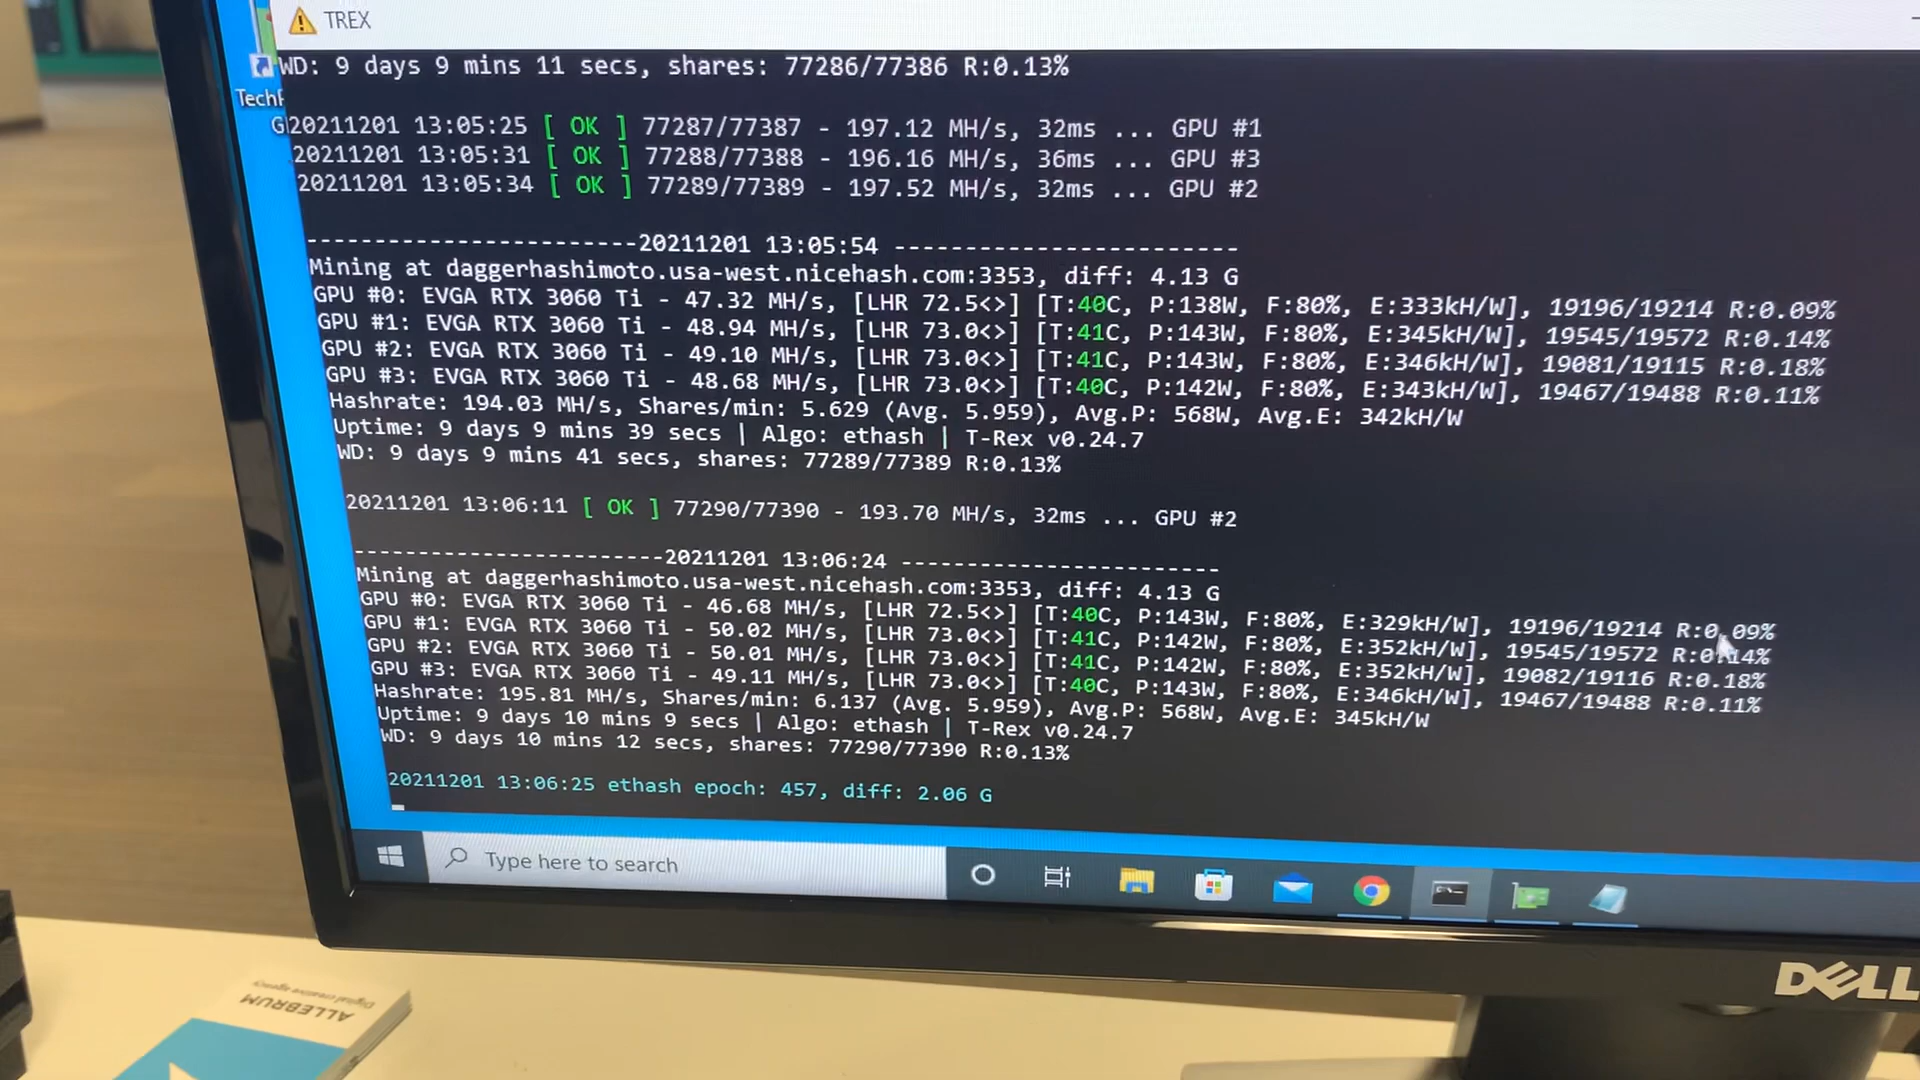 TREX
WD: 9 days 9 mins 11 secs, shares: 77286/77386 R:0.13%
TechP
G
20211201 13:05:25 [ OK ] 77287/77387 - 197.12 MH/s, 32ms ... GPU #1
20211201 13:05:31 [ OK ] 77288/77388 - 196.16 MH/s, 36ms ... GPU #3
20211201 13:05:34 [ OK ] 77289/77389 - 197.52 MH/s, 32ms ... GPU #2
-----------------------20211201 13:05:54 ------------------------
Mining at daggerhashimoto.usa-west.nicehash.com:3353, diff: 4.13 G
GPU #0: EVGA RTX 3060 Ti - 47.32 MH/s, [LHR 72.5<>] [T:40C, P:138W, F:80%, E:333kH/W], 19196/19214 R:0.09%
GPU #1: EVGA RTX 3060 Ti - 48.94 MH/s, [LHR 73.0<>] [T:41C, P:143W, F:80%, E:345kH/W], 19545/19572 R:0.14%
GPU #2: EVGA RTX 3060 Ti - 49.10 MH/s, [LHR 73.0<>] [T:41C, P:143W, F:80%, E:346kH/W], 19081/19115 R:0.18%
GPU #3: EVGA RTX 3060 Ti - 48.68 MH/s, [LHR 73.0<>] [T:40C, P:142W, F:80%, E:343kH/W], 19467/19488 R:0.11%
Hashrate: 194.03 MH/s, Shares/min: 5.629 (Avg. 5.959), Avg.P: 568W, Avg.E: 342kH/W
Uptime: 9 days 9 mins 39 secs | Algo: ethash | T-Rex v0.24.7
WD: 9 days 9 mins 41 secs, shares: 77289/77389 R:0.13%
20211201 13:06:11 [ OK ] 77290/77390 - 193.70 MH/s, 32ms ... GPU #2
-----------------------20211201 13:06:24 ------------------------
Mining at daggerhashimoto.usa-west.nicehash.com:3353, diff: 4.13 G
GPU #0: EVGA RTX 3060 Ti - 46.68 MH/s, [LHR 72.5<>] [T:40C, P:143W, F:80%, E:329kH/W], 19196/19214 R:0.09%
GPU #1: EVGA RTX 3060 Ti - 50.02 MH/s, [LHR 73.0<>] [T:41C, P:142W, F:80%, E:352kH/W], 19545/19572 R:0.14%
GPU #2: EVGA RTX 3060 Ti - 50.01 MH/s, [LHR 73.0<>] [T:41C, P:142W, F:80%, E:352kH/W], 19082/19116 R:0.18%
GPU #3: EVGA RTX 3060 Ti - 49.11 MH/s, [LHR 73.0<>] [T:40C, P:143W, F:80%, E:346kH/W], 19467/19488 R:0.11%
Hashrate: 195.81 MH/s, Shares/min: 6.137 (Avg. 5.959), Avg.P: 568W, Avg.E: 345kH/W
Uptime: 9 days 10 mins 9 secs | Algo: ethash | T-Rex v0.24.7
WD: 9 days 10 mins 12 secs, shares: 77290/77390 R:0.13%
20211201 13:06:25 ethash epoch: 457, diff: 2.06 G
Type here to search
DELL
ALLEBRUM
Digital creative agency